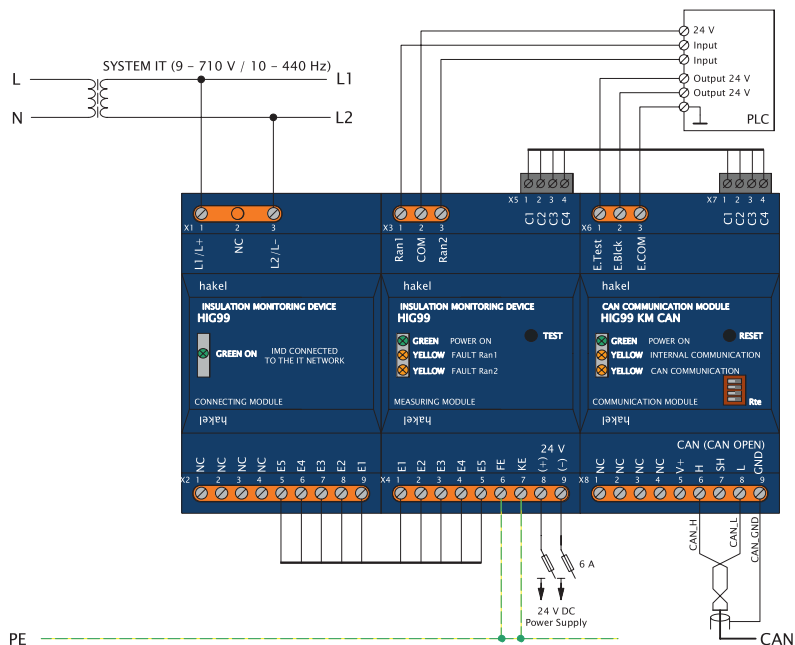 24 V
Input
Input
Output 24 V
Output 24 V
PLC
SYSTEM IT (9 – 710 V / 10 – 440 Hz)
L
L1
N
L2
X5 1 2 3 4
C1 C2 C3 C4
X7 1 2 3 4
C1 C2 C3 C4
X1 1 2 3
L1/L+ NC L2/L-
X3 1 2 3
Ran1 COM Ran2
X6 1 2 3
E.Test E.Blck E.COM
hakel
INSULATION MONITORING DEVICE
HIG99
GREEN ON
IMD CONNECTED
TO THE IT NETWORK
CONNECTING MODULE
hakel
hakel
INSULATION MONITORING DEVICE
HIG99
TEST
GREEN POWER ON
YELLOW FAULT Ran1
YELLOW FAULT Ran2
MEASURING MODULE
hakel
hakel
CAN COMMUNICATION MODULE
HIG99 KM CAN
RESET
GREEN POWER ON
YELLOW INTERNAL COMMUNICATION
YELLOW CAN COMMUNICATION
Rte
COMMUNICATION MODULE
hakel
NC NC NC NC E5 E4 E3 E2 E1
X2 1 2 3 4 5 6 7 8 9
24 V
E1 E2 E3 E4 E5 FE KE (+) (-)
X4 1 2 3 4 5 6 7 8 9
CAN (CAN OPEN)
NC NC NC NC V+ H SH L GND
X8 1 2 3 4 5 6 7 8 9
CAN_H
CAN_L
CAN_GND
6 A
24 V DC
Power Supply
PE
CAN